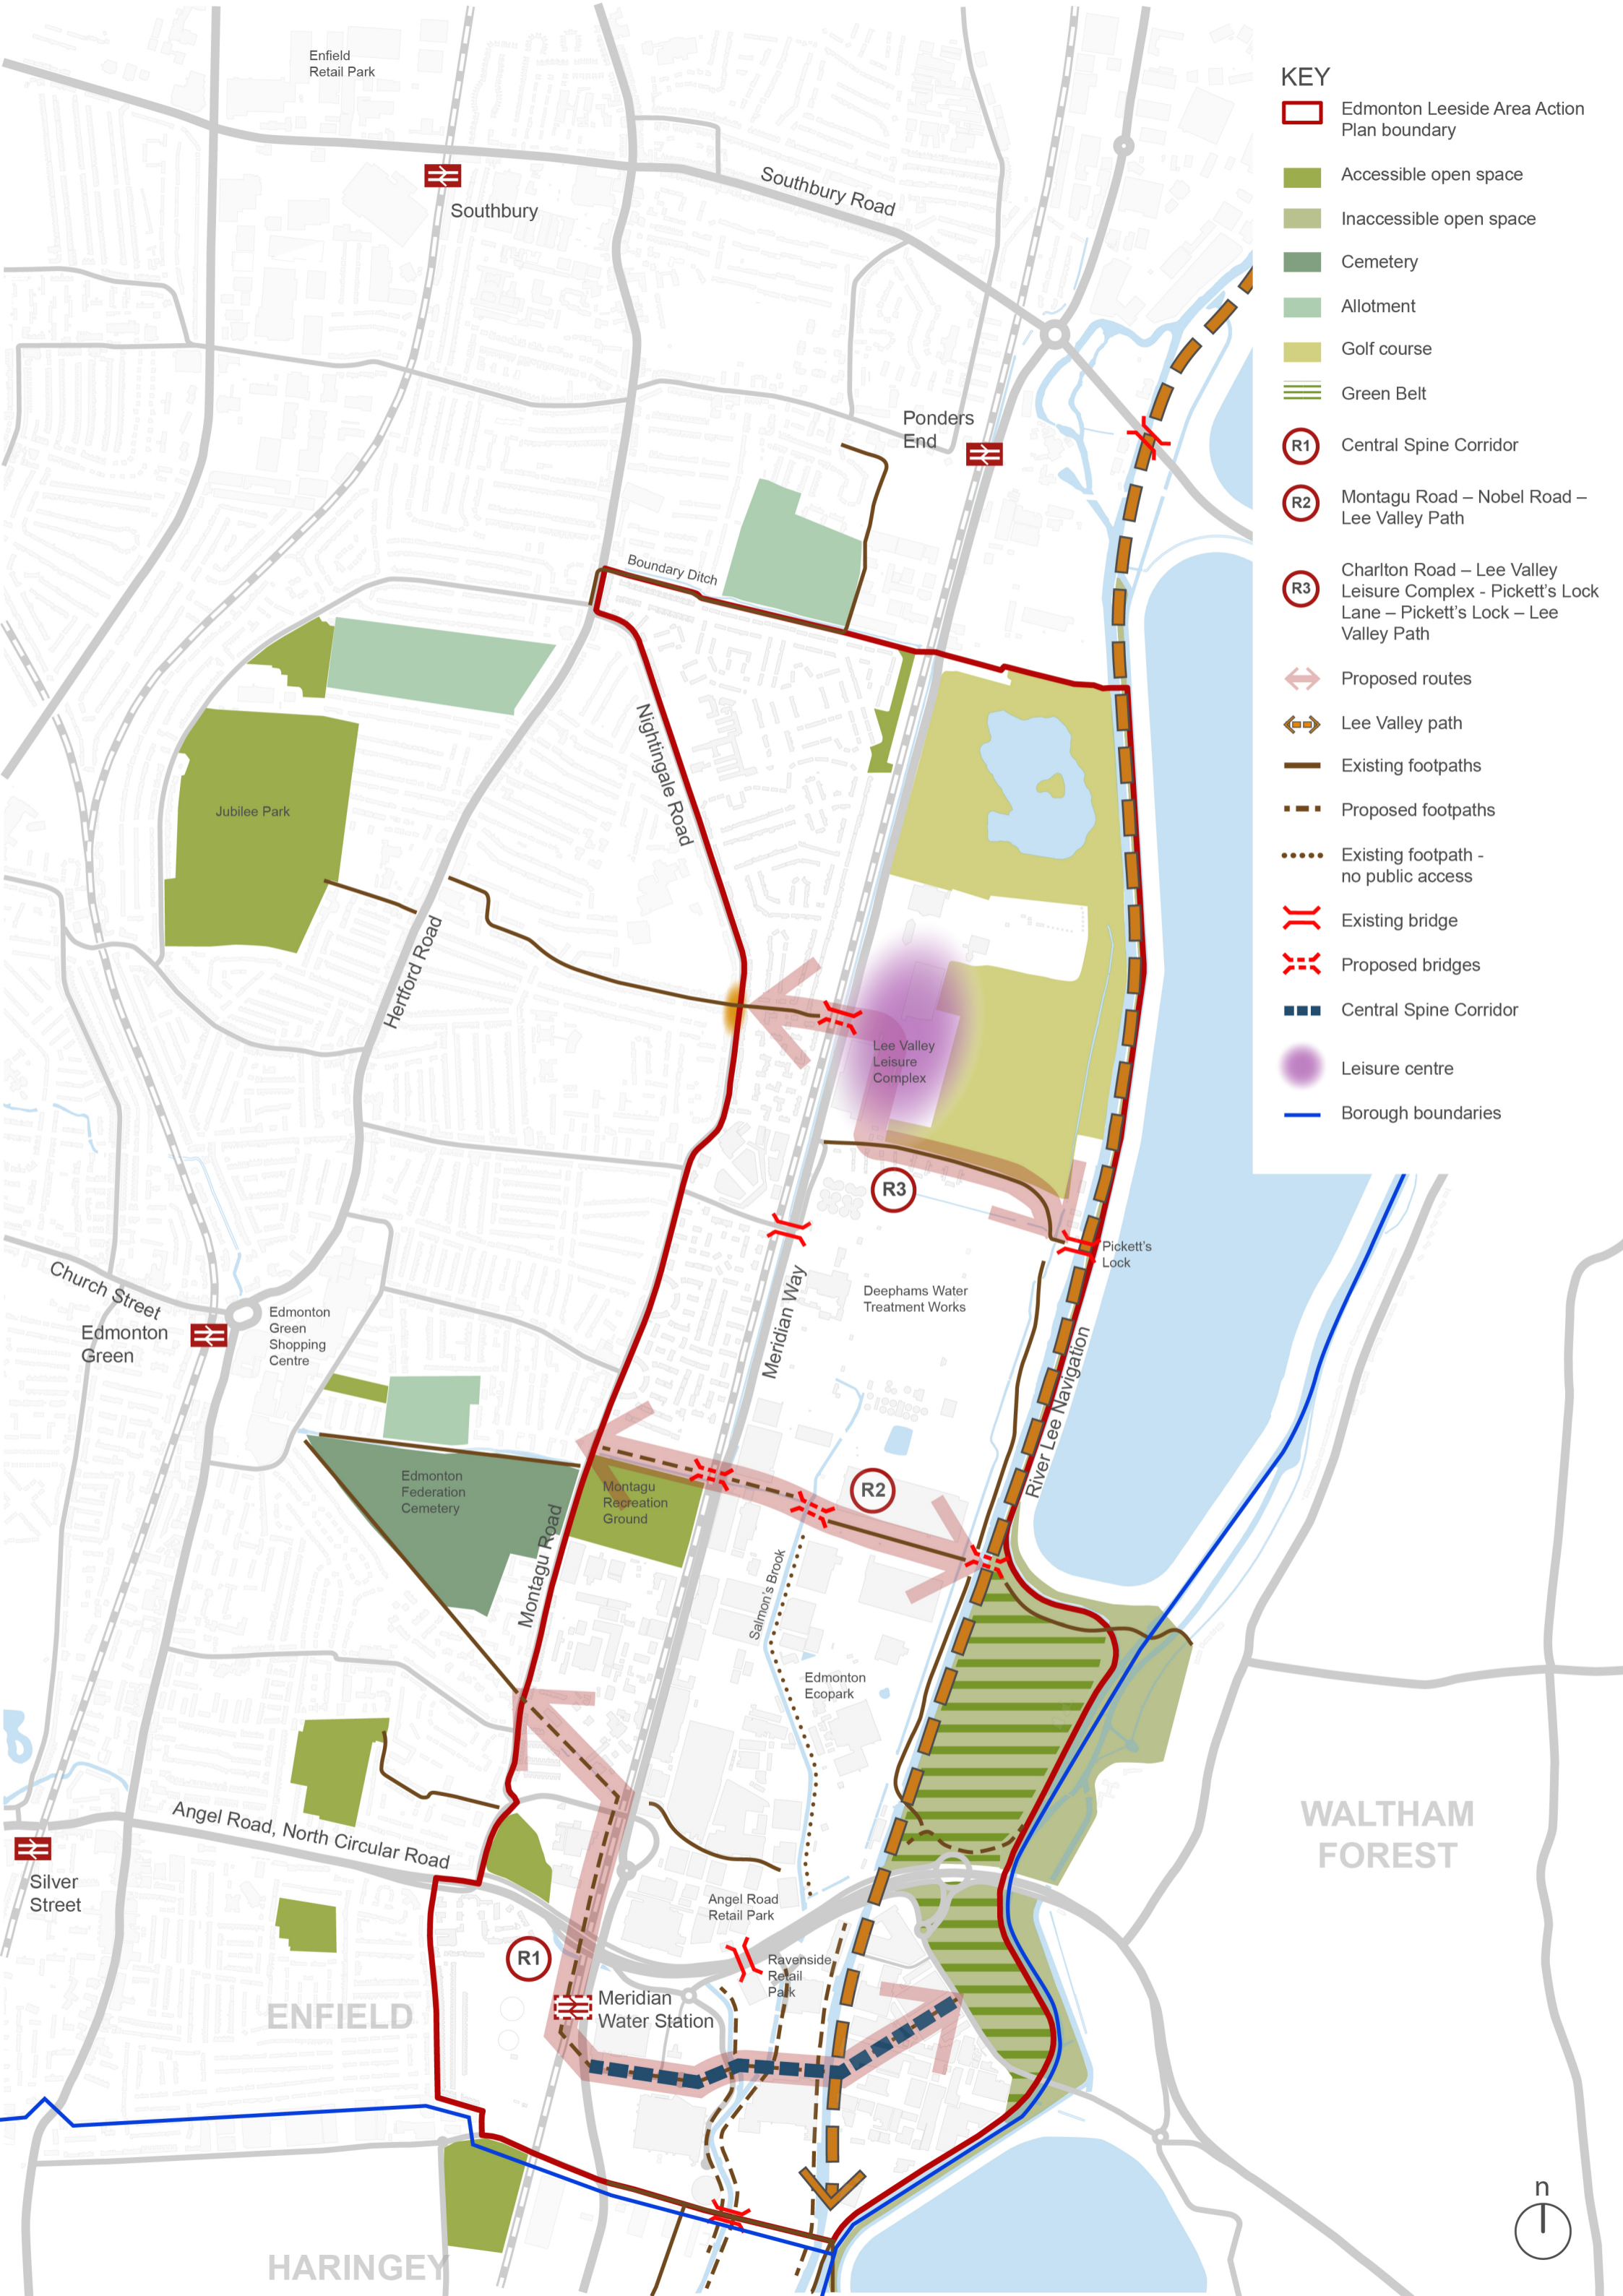 Enfield
Retail Park
Southbury
Southbury Road
Ponders
End
Boundary Ditch
Nightingale Road
Jubilee Park
Hertford Road
Lee Valley
Leisure
Complex
R3
Pickett's
Lock
Deephams Water
Treatment Works
Meridian Way
River Lee Navigation
Church Street
Edmonton
Green
Edmonton
Green
Shopping
Centre
Edmonton
Federation
Cemetery
Montagu
Recreation
Ground
R2
Montagu Road
Salmon's Brook
Edmonton
Ecopark
Angel Road, North Circular Road
Silver
Street
Angel Road
Retail Park
Ravenside
Retail
Park
R1
Meridian
Water Station
ENFIELD
HARINGEY
WALTHAM
FOREST
n
KEY
Edmonton Leeside Area Action
Plan boundary
Accessible open space
Inaccessible open space
Cemetery
Allotment
Golf course
Green Belt
R1
Central Spine Corridor
R2
Montagu Road – Nobel Road –
Lee Valley Path
R3
Charlton Road – Lee Valley
Leisure Complex - Pickett's Lock
Lane – Pickett's Lock – Lee
Valley Path
Proposed routes
Lee Valley path
Existing footpaths
Proposed footpaths
Existing footpath -
no public access
Existing bridge
Proposed bridges
Central Spine Corridor
Leisure centre
Borough boundaries